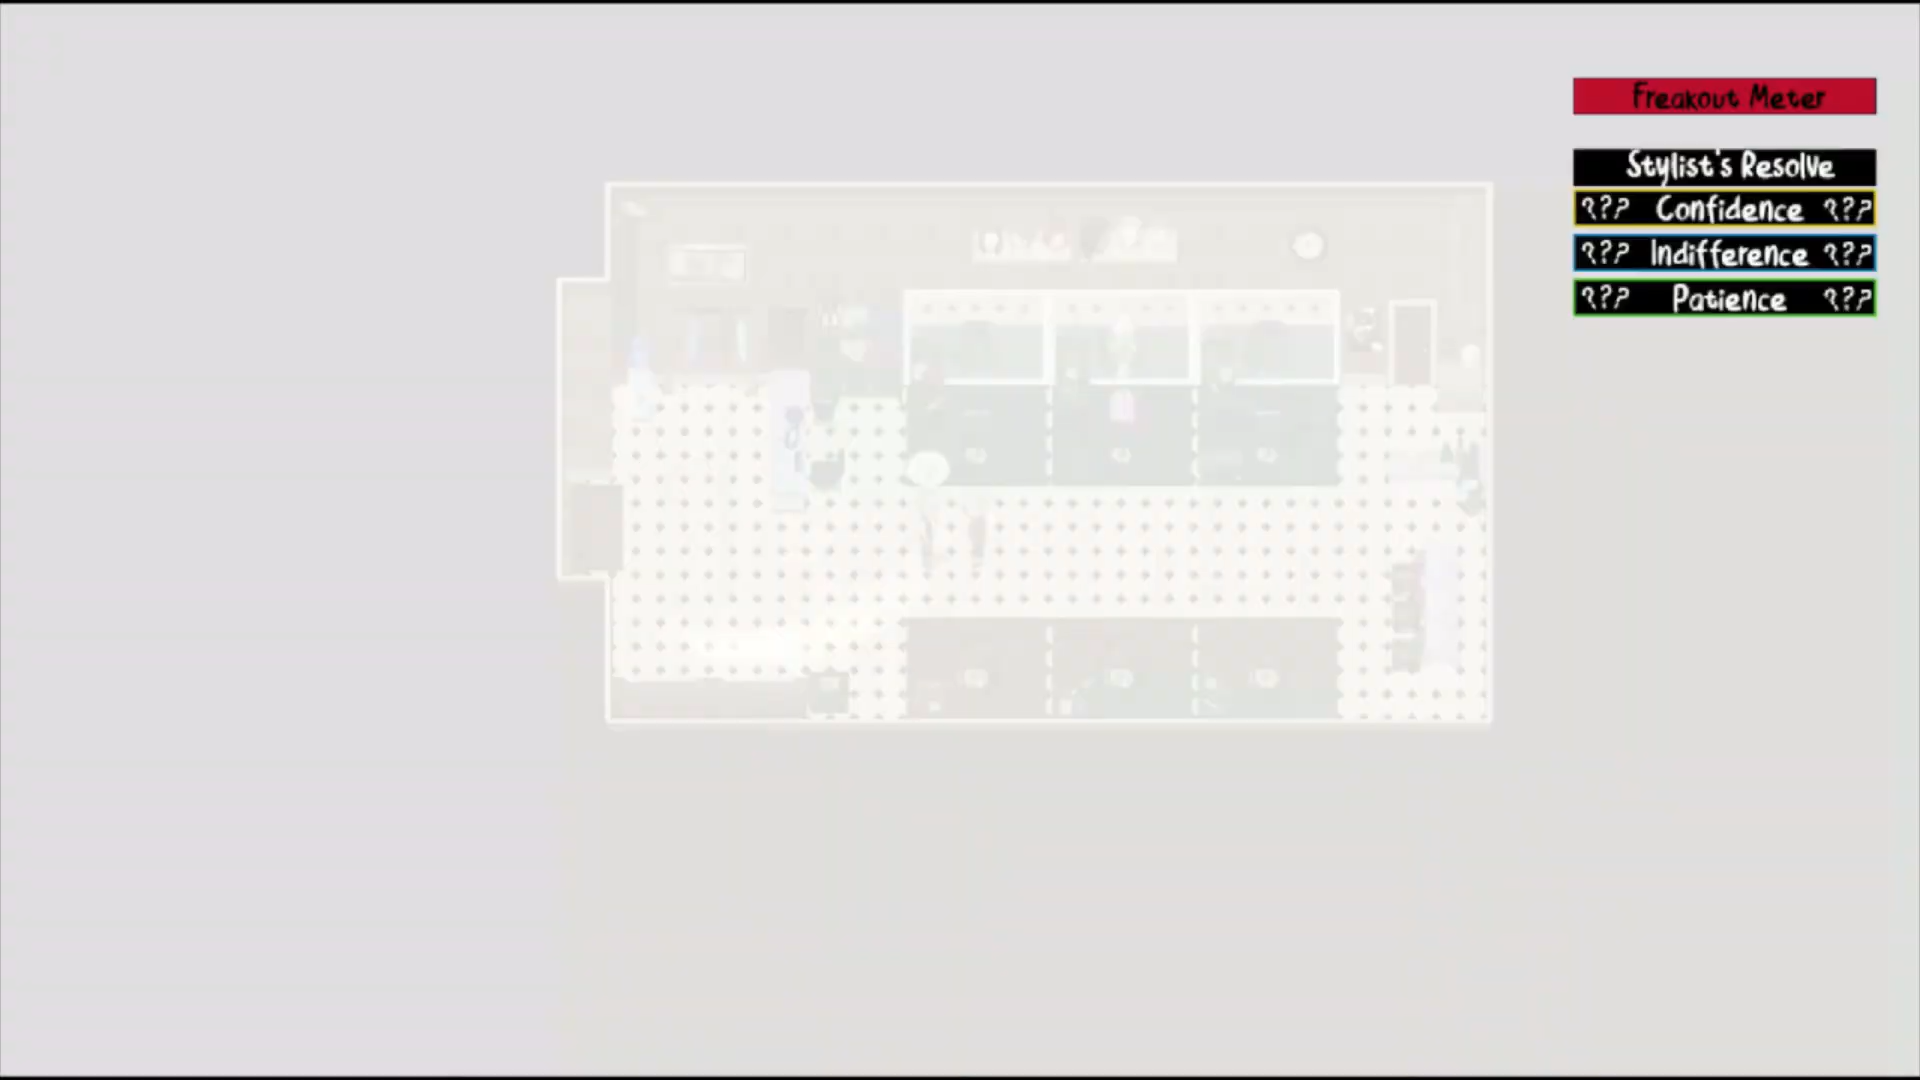 Freakout Meter
Stylist's Resolve
??? Confidence ???
??? Indifference ???
??? Patience ???